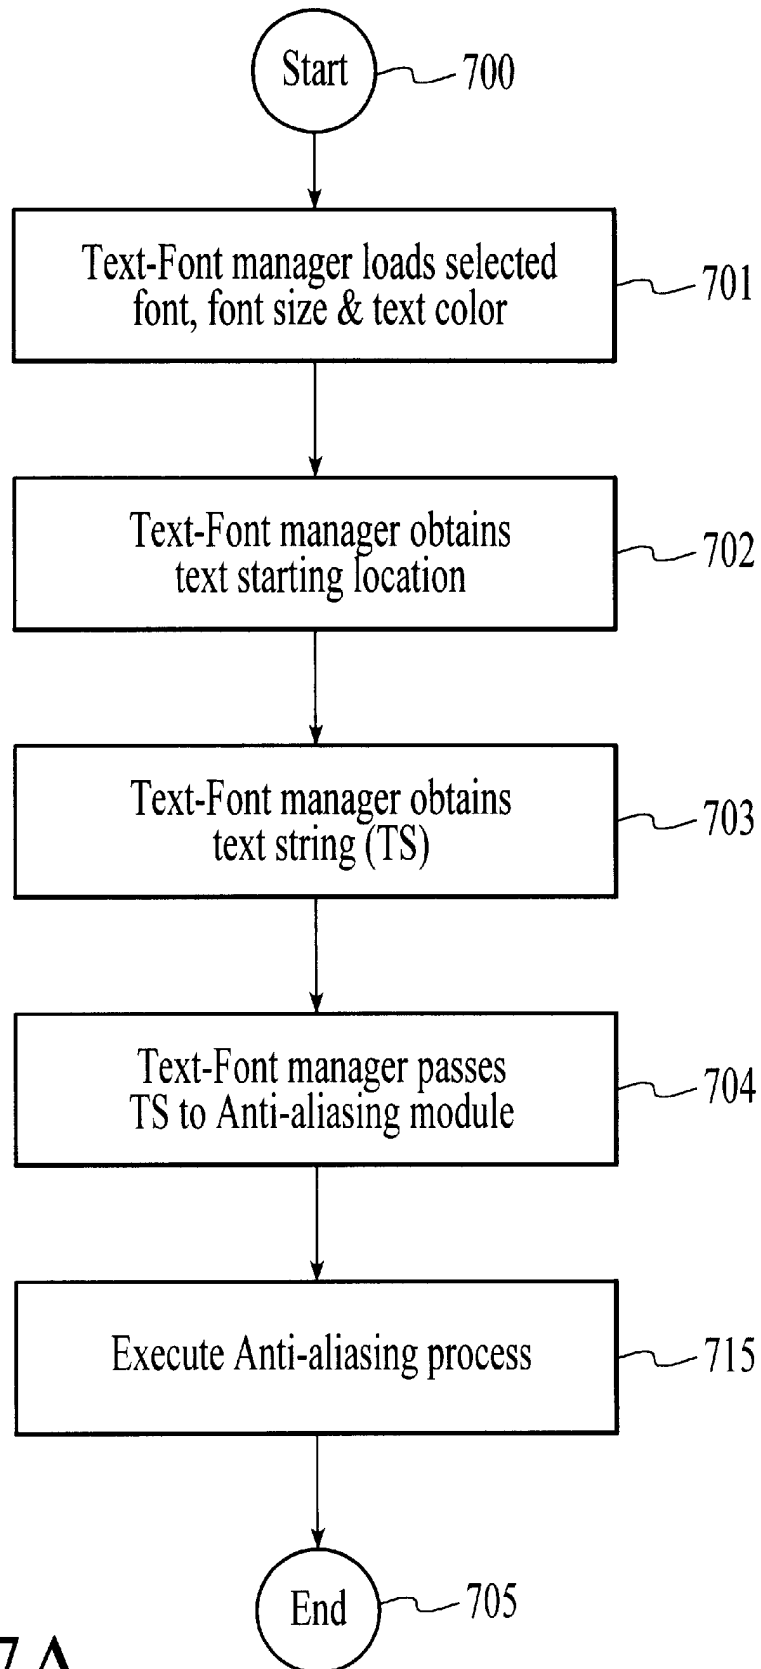 Start
700
Text-Font manager loads selected
font, font size & text color
701
Text-Font manager obtains
text starting location
702
Text-Font manager obtains
text string (TS)
703
Text-Font manager passes
TS to Anti-aliasing module
704
Execute Anti-aliasing process
715
End
705
7A